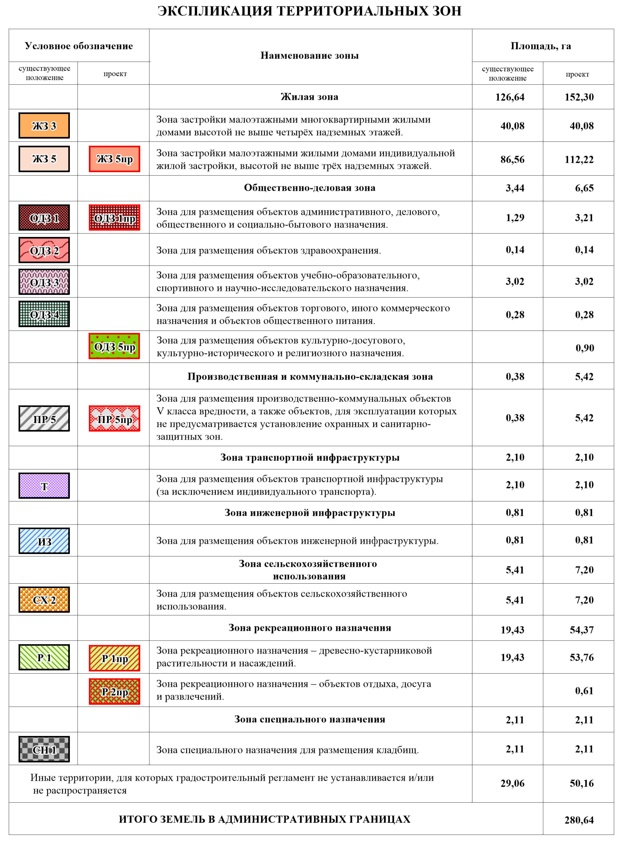 ЭКСПЛИКАЦИЯ ТЕРРИТОРИАЛЬНЫХ ЗОН
Условное обозначение
Наименование зоны
Площадь, га
существующее
положение
проект
существующее
положение
проект
Жилая зона 126,64 152,30
ЖЗ 3
Зона застройки малоэтажными многоквартирными жилыми
домами высотой не выше четырёх надземных этажей.
40,08 40,08
ЖЗ 5 ЖЗ 5пр
Зона застройки малоэтажными жилыми домами индивидуальной
жилой застройки, высотой не выше трёх надземных этажей.
86,56 112,22
Общественно-деловая зона 3,44 6,65
ОДЗ 1 ОДЗ 1пр
Зона для размещения объектов административного, делового,
общественного и социально-бытового назначения.
1,29 3,21
ОДЗ 2 Зона для размещения объектов здравоохранения. 0,14 0,14
ОДЗ 3
Зона для размещения объектов учебно-образовательного,
спортивного и научно-исследовательского назначения.
3,02 3,02
ОДЗ 4
Зона для размещения объектов торгового, иного коммерческого
назначения и объектов общественного питания.
0,28 0,28
ОДЗ 5пр
Зона для размещения объектов культурно-досугового,
культурно-исторического и религиозного назначения.
0,90
Производственная и коммунально-складская зона 0,38 5,42
ПР 5 ПР 5пр
Зона для размещения производственно-коммунальных объектов
V класса вредности, а также объектов, для эксплуатации которых
не предусматривается установление охранных и санитарно-
защитных зон.
0,38 5,42
Зона транспортной инфраструктуры 2,10 2,10
Т
Зона для размещения объектов транспортной инфраструктуры
(за исключением индивидуального транспорта).
2,10 2,10
Зона инженерной инфраструктуры 0,81 0,81
ИЗ Зона для размещения объектов инженерной инфраструктуры. 0,81 0,81
Зона сельскохозяйственного
использования
5,41 7,20
СХ 2
Зона для размещения объектов сельскохозяйственного
использования.
5,41 7,20
Зона рекреационного назначения 19,43 54,37
Р 1 Р 1пр
Зона рекреационного назначения – древесно-кустарниковой
растительности и насаждений.
19,43 53,76
Р 2пр
Зона рекреационного назначения – объектов отдыха, досуга
и развлечений.
0,61
Зона специального назначения 2,11 2,11
СН 1 Зона специального назначения для размещения кладбищ. 2,11 2,11
Иные территории, для которых градостроительный регламент не устанавливается и/или
не распространяется
29,06 50,16
ИТОГО ЗЕМЕЛЬ В АДМИНИСТРАТИВНЫХ ГРАНИЦАХ 280,64